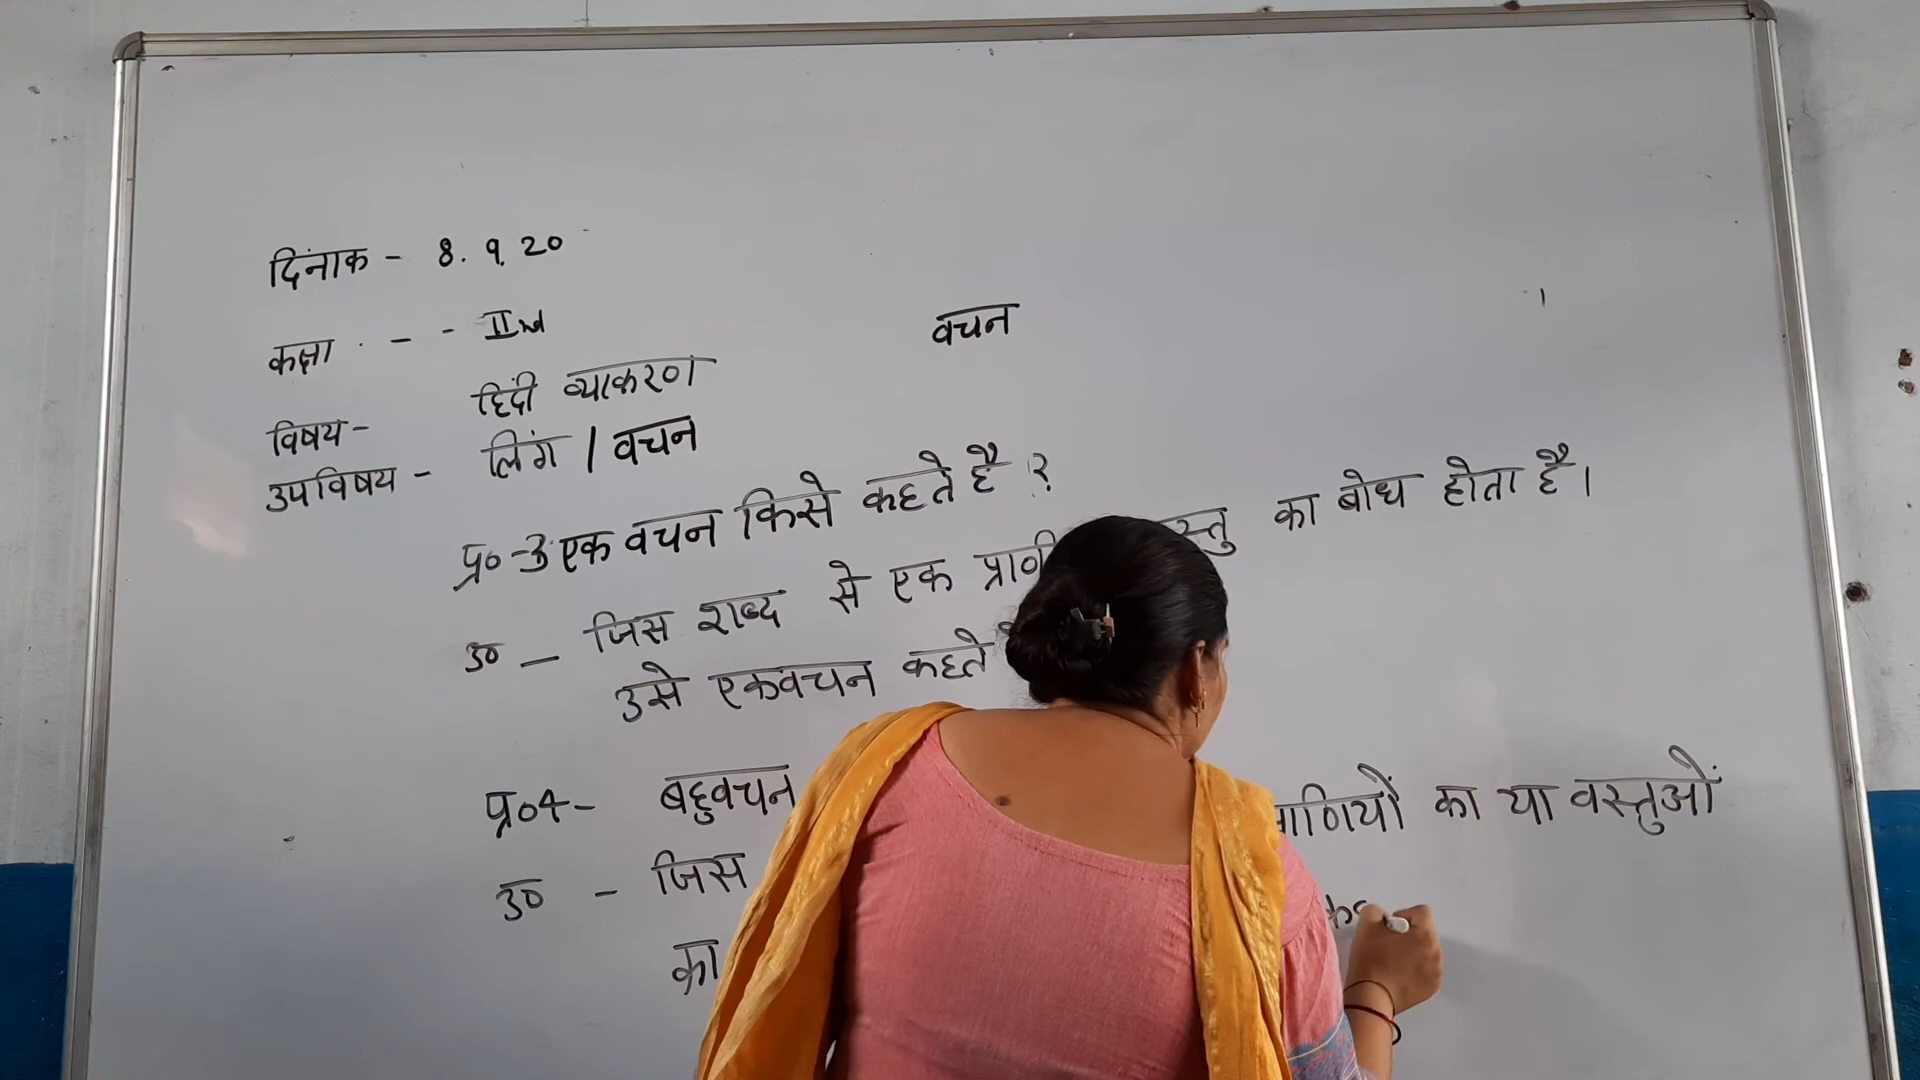 दिंनाक - 8. 9. 20
कक्षा - - IInd
वचन
विषय - हिंदी व्याकरण
उपविषय - लिंग / वचन
प्र० -3 एक वचन किसे कहते है ?
उ० - जिस शब्द से एक का बोध होता है।
उसे एकवचन कहते
प्र०4- बहुवचन
उ० - जिस का या वस्तुओं
का